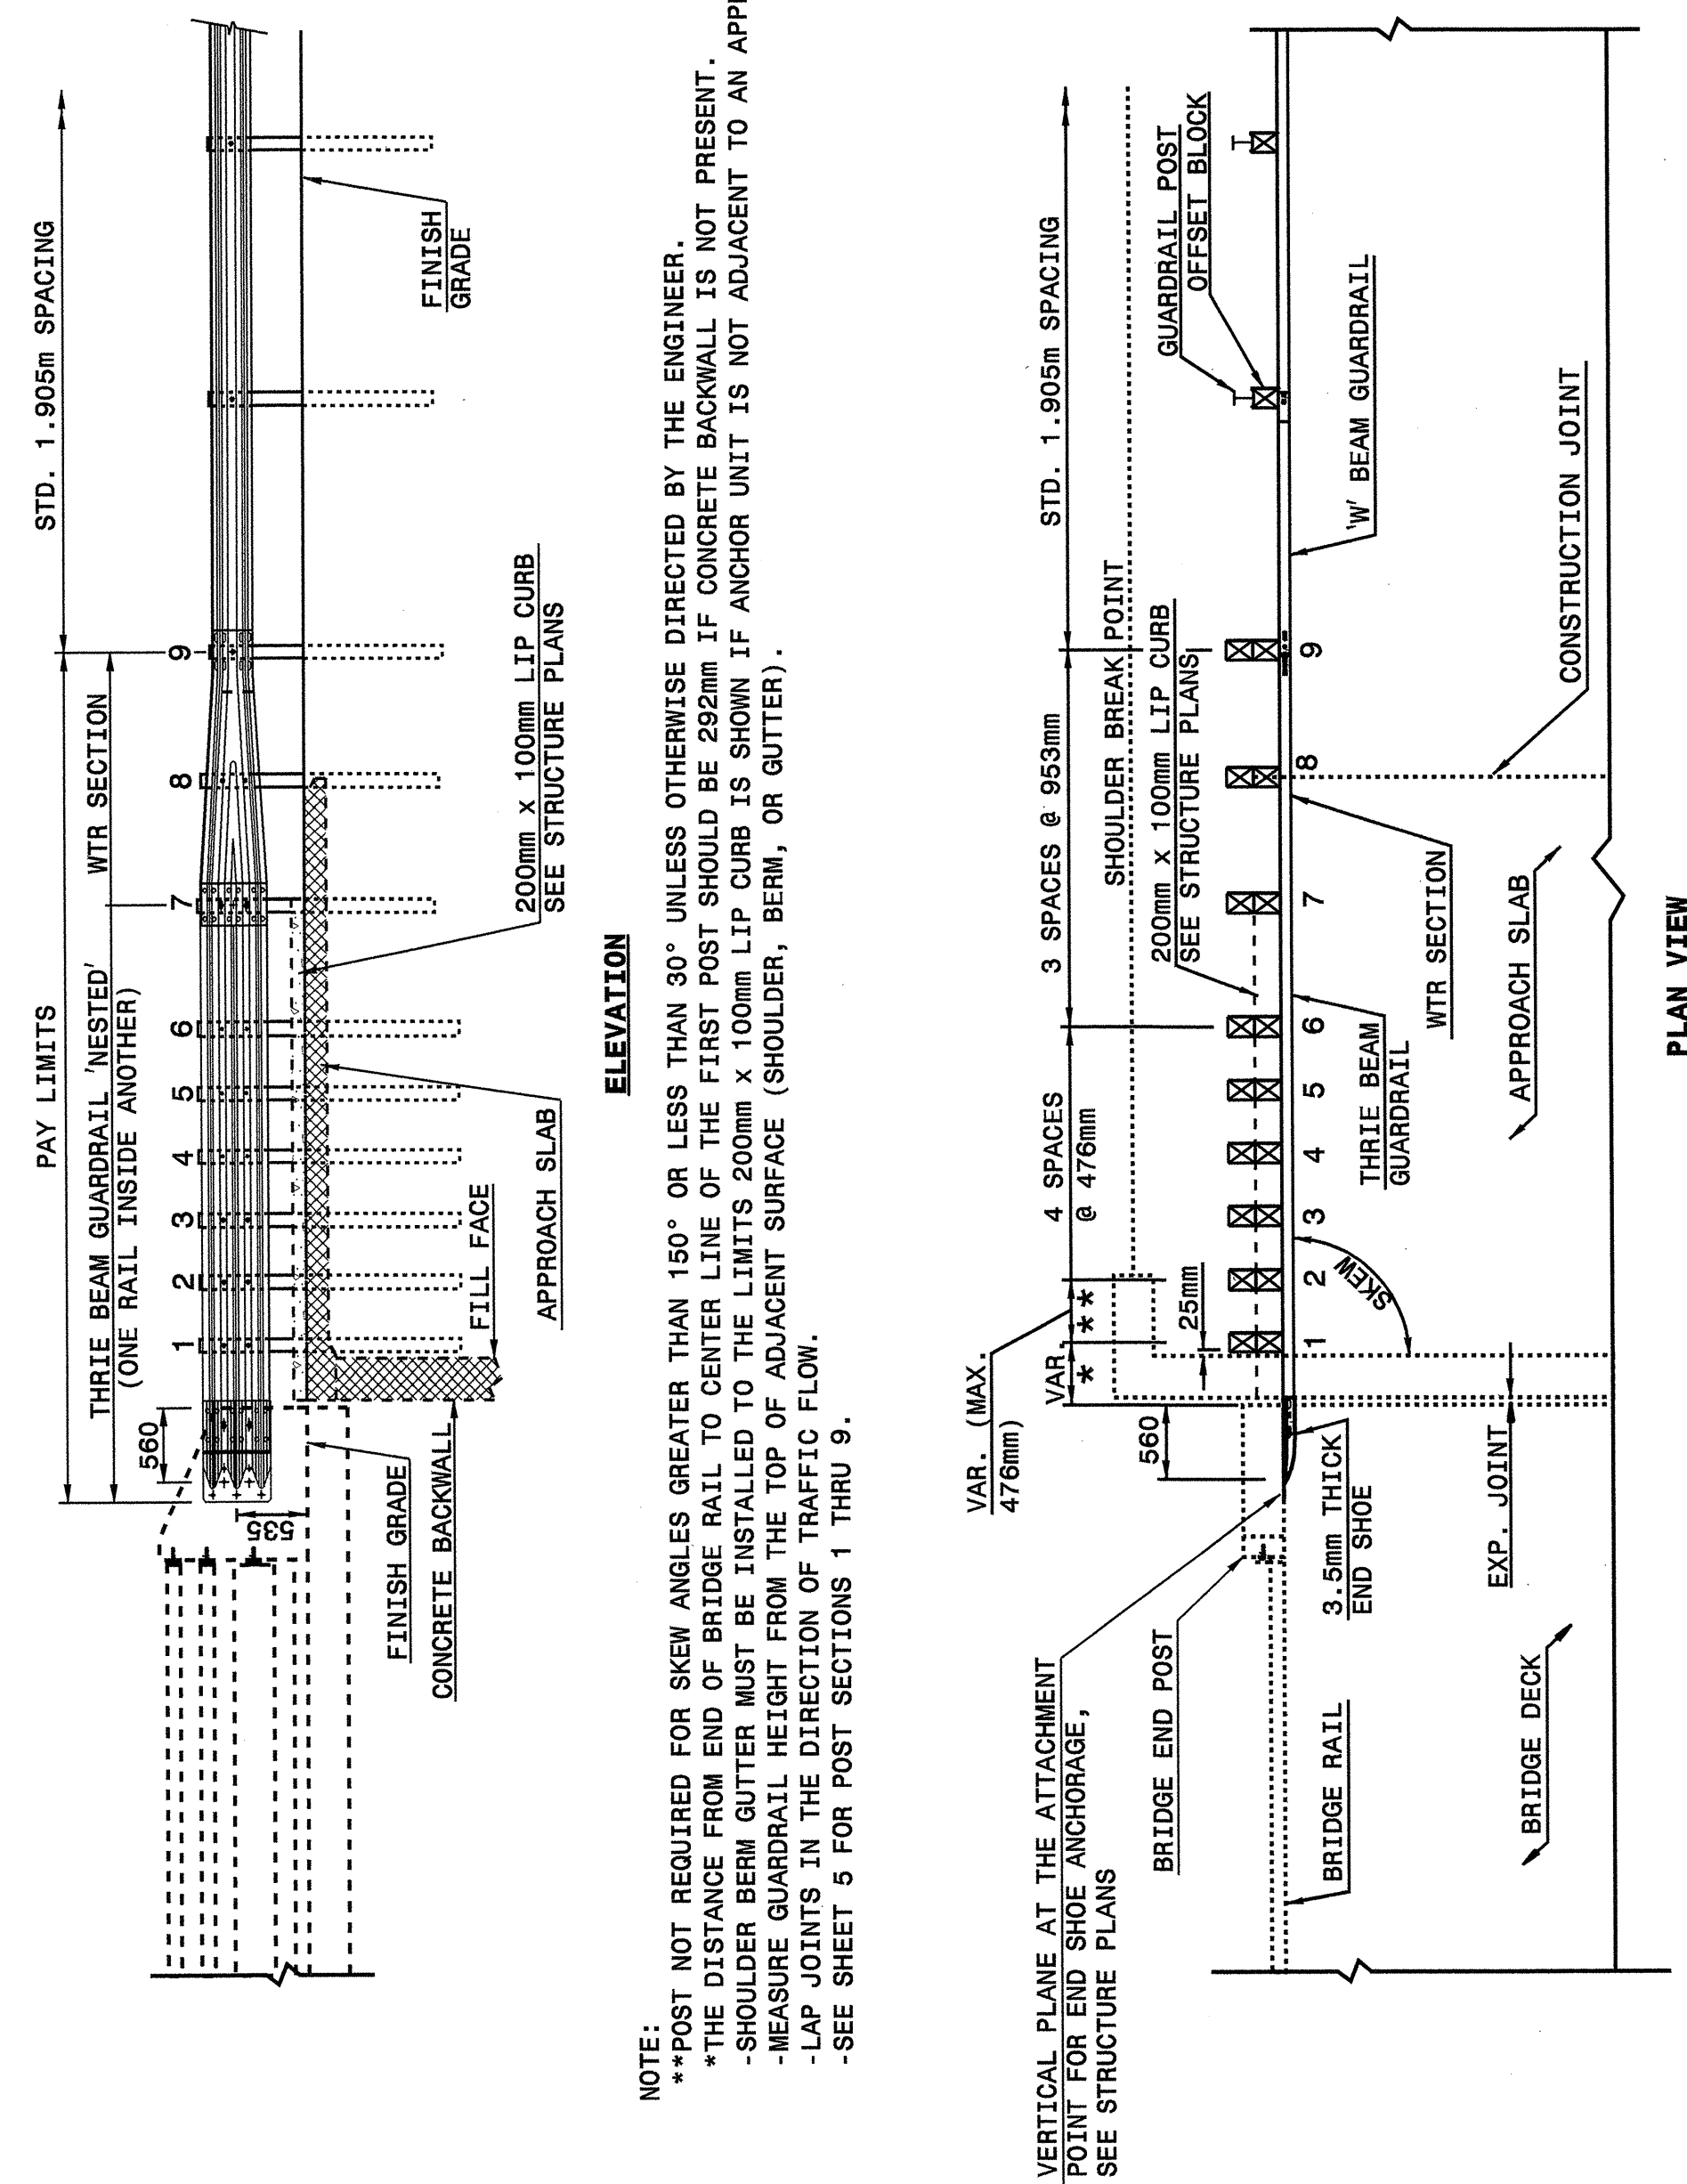 PAY LIMITS
STD. 1.905m SPACING
THRIE BEAM GUARDRAIL 'NESTED'
(ONE RAIL INSIDE ANOTHER)
WTR SECTION
560
1
2
3
4
5
6
7
8
9
535
FINISH GRADE
CONCRETE BACKWALL
FILL FACE
APPROACH SLAB
200mm x 100mm LIP CURB
SEE STRUCTURE PLANS
FINISH
GRADE
ELEVATION
NOTE:
**POST NOT REQUIRED FOR SKEW ANGLES GREATER THAN 150° OR LESS THAN 30° UNLESS OTHERWISE DIRECTED BY THE ENGINEER.
*THE DISTANCE FROM END OF BRIDGE RAIL TO CENTER LINE OF THE FIRST POST SHOULD BE 292mm IF CONCRETE BACKWALL IS NOT PRESENT.
-SHOULDER BERM GUTTER MUST BE INSTALLED TO THE LIMITS 200mm x 100mm LIP CURB IS SHOWN IF ANCHOR UNIT IS NOT ADJACENT TO AN
-MEASURE GUARDRAIL HEIGHT FROM THE TOP OF ADJACENT SURFACE (SHOULDER, BERM, OR GUTTER).
-LAP JOINTS IN THE DIRECTION OF TRAFFIC FLOW.
-SEE SHEET 5 FOR POST SECTIONS 1 THRU 9.
VAR. (MAX.
476mm)
VAR.
*
**
4 SPACES
@ 476mm
3 SPACES @ 953mm
STD. 1.905m SPACING
560
25mm
SHOULDER BREAK POINT
200mm x 100mm LIP CURB
SEE STRUCTURE PLANS
GUARDRAIL POST
OFFSET BLOCK
VERTICAL PLANE AT THE ATTACHMENT
POINT FOR END SHOE ANCHORAGE,
SEE STRUCTURE PLANS
BRIDGE END POST
BRIDGE RAIL
3.5mm THICK
END SHOE
1
2
3
4
5
6
7
8
9
SKEW
THRIE BEAM
GUARDRAIL
WTR SECTION
'W' BEAM GUARDRAIL
EXP. JOINT
BRIDGE DECK
APPROACH SLAB
CONSTRUCTION JOINT
PLAN VIEW